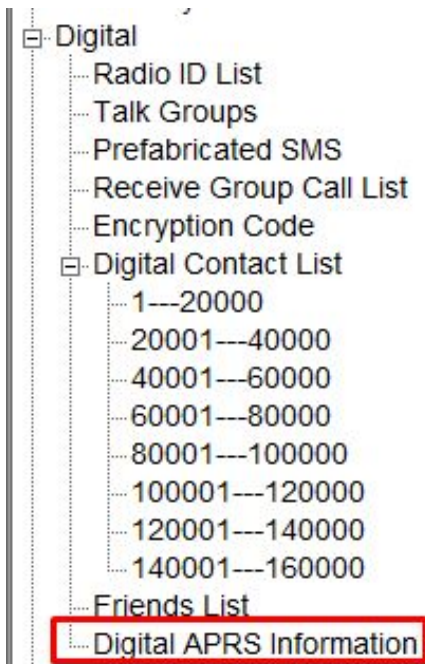 Digital
Radio ID List
Talk Groups
Prefabricated SMS
Receive Group Call List
Encryption Code
Digital Contact List
1---20000
20001---40000
40001---60000
60001---80000
80001---100000
100001---120000
120001---140000
140001---160000
Friends List
Digital APRS Information